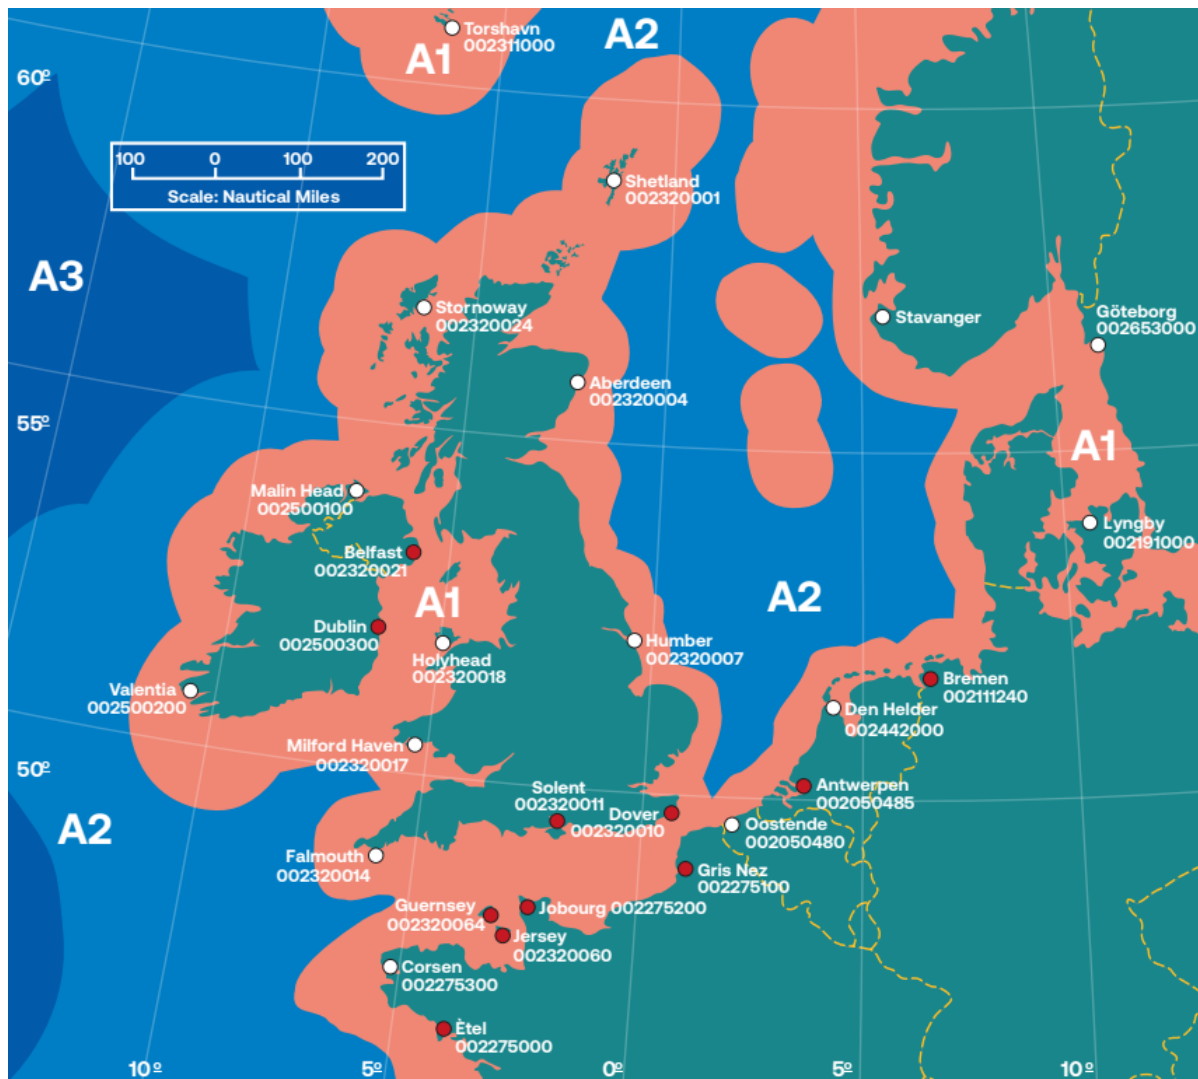 Torshavn
002311000
A1
A2
60º
100 0 100 200
Scale: Nautical Miles
Shetland
002320001
A3
Stornoway
002320024
Stavanger
Göteborg
002653000
Aberdeen
002320004
55º
A1
Malin Head
002500100
Lyngby
002191000
Belfast
002320021
A1
A2
Dublin
002500300
Holyhead
002320018
Humber
002320007
Valentia
002500200
Bremen
002111240
Den Helder
002442000
Milford Haven
002320017
50º
Antwerpen
002050485
Solent
002320011
Dover
002320010
Oostende
002050480
A2
Falmouth
002320014
Gris Nez
002275100
Guernsey
002320064
Jobourg 002275200
Jersey
002320060
Corsen
002275300
Ètel
002275000
10º 5º 0º 5º 10º